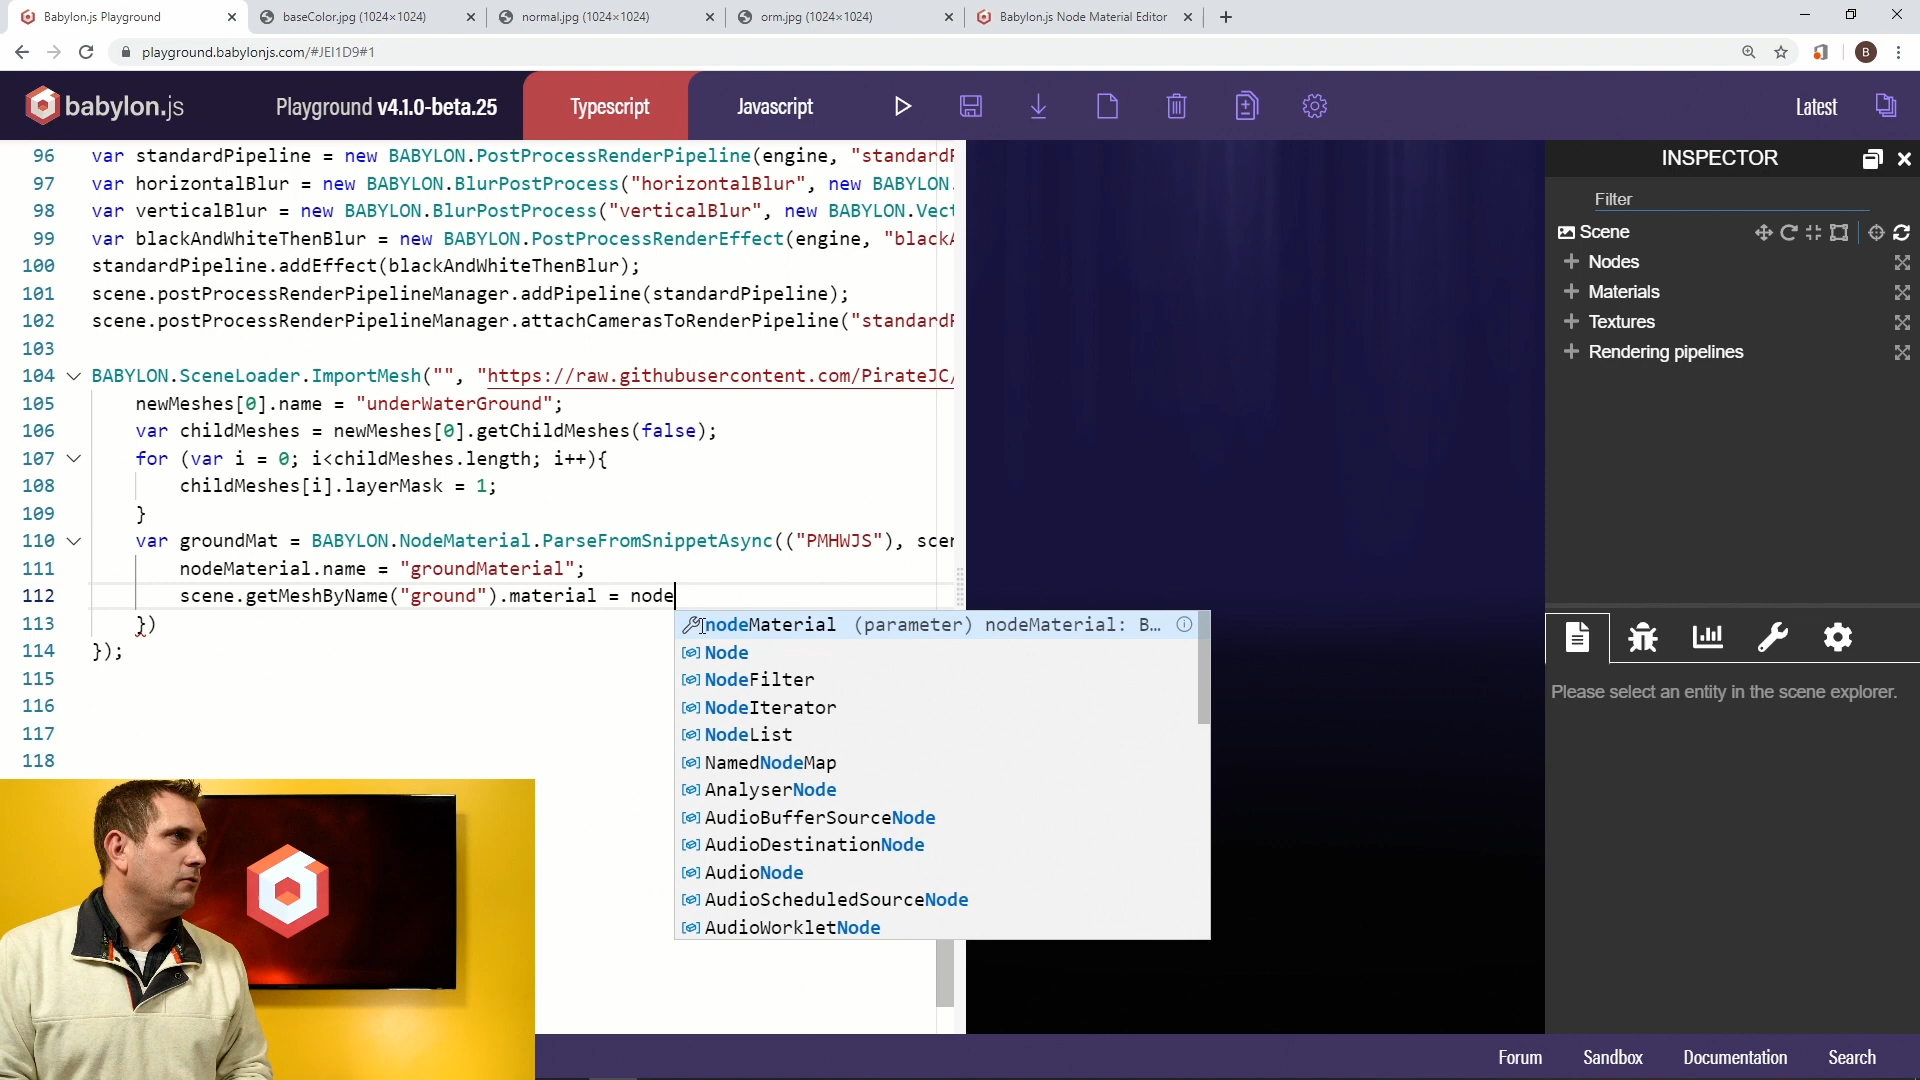 Babylon.js Playground
baseColor.jpg (1024×1024)
normal.jpg (1024×1024)
orm.jpg (1024×1024)
Babylon.js Node Material Editor
playground.babylonjs.com/#JEI1D9#1
B
babylon.js
Playground v4.1.0-beta.25
Typescript
Javascript
Latest
96 var standardPipeline = new BABYLON.PostProcessRenderPipeline(engine, "standardF
97 var horizontalBlur = new BABYLON.BlurPostProcess("horizontalBlur", new BABYLON.
98 var verticalBlur = new BABYLON.BlurPostProcess("verticalBlur", new BABYLON.Vect
99 var blackAndWhiteThenBlur = new BABYLON.PostProcessRenderEffect(engine, "blackA
100 standardPipeline.addEffect(blackAndWhiteThenBlur);
101 scene.postProcessRenderPipelineManager.addPipeline(standardPipeline);
102 scene.postProcessRenderPipelineManager.attachCamerasToRenderPipeline("standardF
103
104 BABYLON.SceneLoader.ImportMesh("", "https://raw.githubusercontent.com/PirateJC/
105 newMeshes[0].name = "underWaterGround";
106 var childMeshes = newMeshes[0].getChildMeshes(false);
107 for (var i = 0; i<childMeshes.length; i++){
108 childMeshes[i].layerMask = 1;
109 }
110 var groundMat = BABYLON.NodeMaterial.ParseFromSnippetAsync(("PMHWJS"), scen
111 nodeMaterial.name = "groundMaterial";
112 scene.getMeshByName("ground").material = node
113 })
114 });
115
116
117
118
nodeMaterial (parameter) nodeMaterial: B…
Node
NodeFilter
NodeIterator
NodeList
NamedNodeMap
AnalyserNode
AudioBufferSourceNode
AudioDestinationNode
AudioNode
AudioScheduledSourceNode
AudioWorkletNode
INSPECTOR
Filter
Scene
Nodes
Materials
Textures
Rendering pipelines
Please select an entity in the scene explorer.
Forum
Sandbox
Documentation
Search